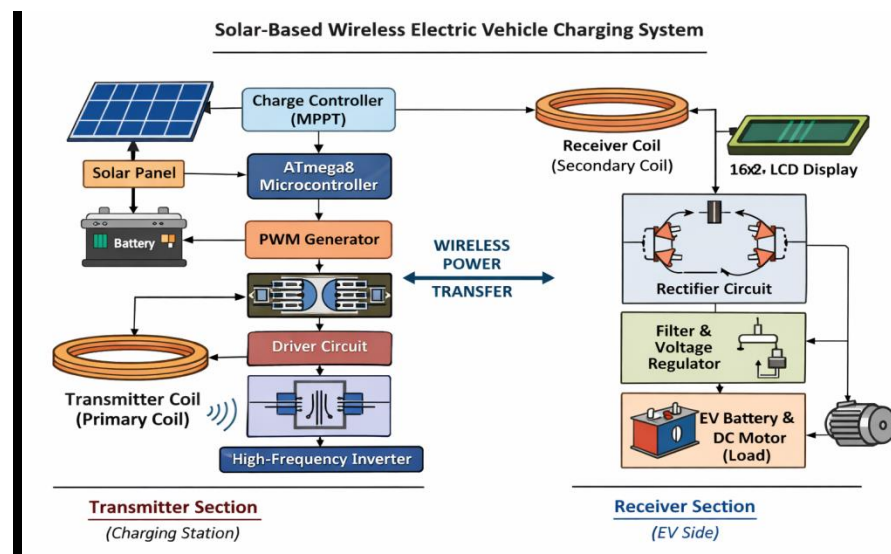 Solar-Based Wireless Electric Vehicle Charging System
Charge Controller
(MPPT)
Solar Panel
ATmega8
Microcontroller
Battery
PWM Generator
Driver Circuit
Transmitter Coil
(Primary Coil)
High-Frequency Inverter
Transmitter Section
(Charging Station)
WIRELESS
POWER
TRANSFER
Receiver Coil
(Secondary Coil)
16x2, LCD Display
Rectifier Circuit
Filter &
Voltage
Regulator
EV Battery &
DC Motor
(Load)
Receiver Section
(EV Side)